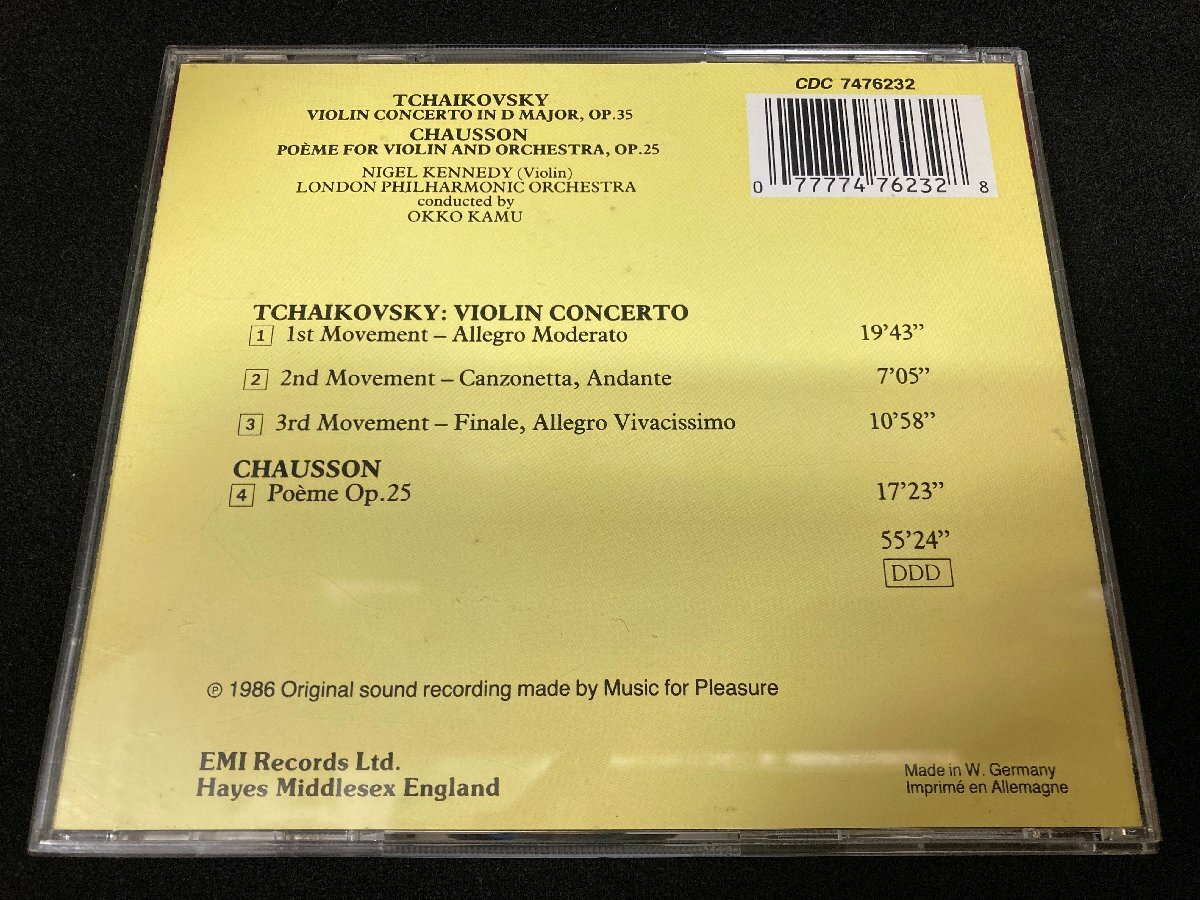 TCHAIKOVSKY
VIOLIN CONCERTO IN D MAJOR, OP.35
CHAUSSON
POÈME FOR VIOLIN AND ORCHESTRA, OP.25
NIGEL KENNEDY (Violin)
LONDON PHILHARMONIC ORCHESTRA
conducted by
OKKO KAMU
CDC 7476232
0 77774 76232 8
TCHAIKOVSKY: VIOLIN CONCERTO
1 1st Movement – Allegro Moderato 19’43”
2 2nd Movement – Canzonetta, Andante 7’05”
3 3rd Movement – Finale, Allegro Vivacissimo 10’58”
CHAUSSON
4 Poème Op.25 17’23”
55’24”
DDD
℗ 1986 Original sound recording made by Music for Pleasure
EMI Records Ltd.
Hayes Middlesex England
Made in W. Germany
Imprimé en Allemagne